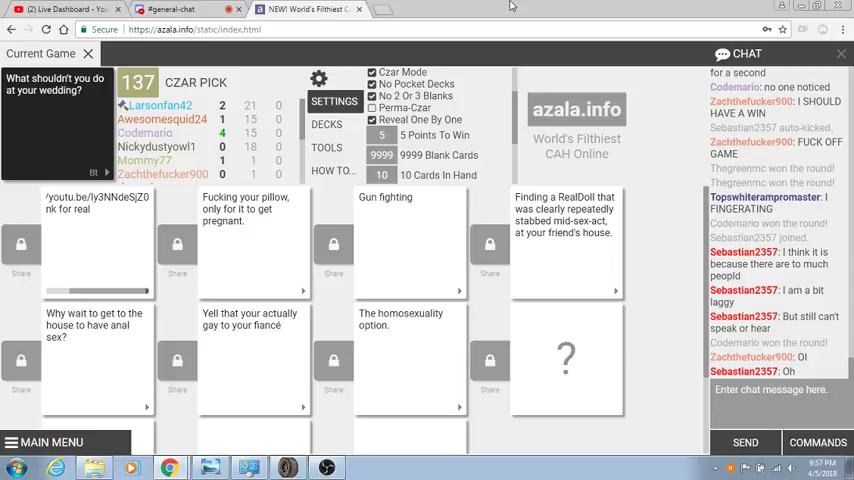 (2) Live Dashboard - Yo
#general-chat
NEW! World's Filthiest C
Secure
https://azala.info/static/index.html
Current Game
CHAT
What shouldn't you do
at your wedding?
Bt
137
CZAR PICK
Larsonfan42 2 21 0
Awesomesquid24 1 15 0
Codemario 4 15 0
Nickydustyowl1 0 18 0
Mommy77 1 1 0
Zachthefucker900 0 0
SETTINGS
DECKS
TOOLS
HOW TO...
Czar Mode
No Pocket Decks
No 2 Or 3 Blanks
Perma-Czar
Reveal One By One
5 5 Points To Win
9999 9999 Blank Cards
10 10 Cards In Hand
azala.info
World's Filthiest
CAH Online
for a second
Codemario: no one noticed
Zachthefucker900: I SHOULD
HAVE A WIN
Sebastian2357 auto-kicked.
Zachthefucker900: FUCK OFF
GAME
Thegreenmc won the round!
Thegreenmc won the round!
Topswhiterampromaster: I
FINGERATING
Codemario won the round!
Sebastian2357 joined.
Sebastian2357: I think it is
because there are to much
peopld
Sebastian2357: I am a bit
laggy
Sebastian2357: But still can't
speak or hear
Codemario won the round!
Zachthefucker900: OI
Sebastian2357: Oh
Enter chat message here.
SEND
COMMANDS
/youtu.be/Iy3NNdeSjZ0
nk for real
Share
Fucking your pillow,
only for it to get
pregnant.
Share
Gun fighting
Share
Finding a RealDoll that
was clearly repeatedly
stabbed mid-sex-act,
at your friend's house.
Share
Why wait to get to the
house to have anal
sex?
Share
Yell that your actually
gay to your fiancé
Share
The homosexuality
option.
Share
?
Share
MAIN MENU
9:57 PM
4/5/2018